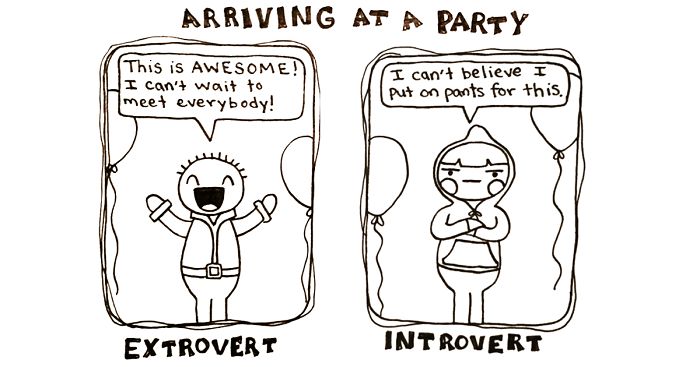 ARRIVING AT A PARTY
This is AWESOME!
I can't wait to
meet everybody!
I can't believe I
put on pants for this.
EXTROVERT
INTROVERT